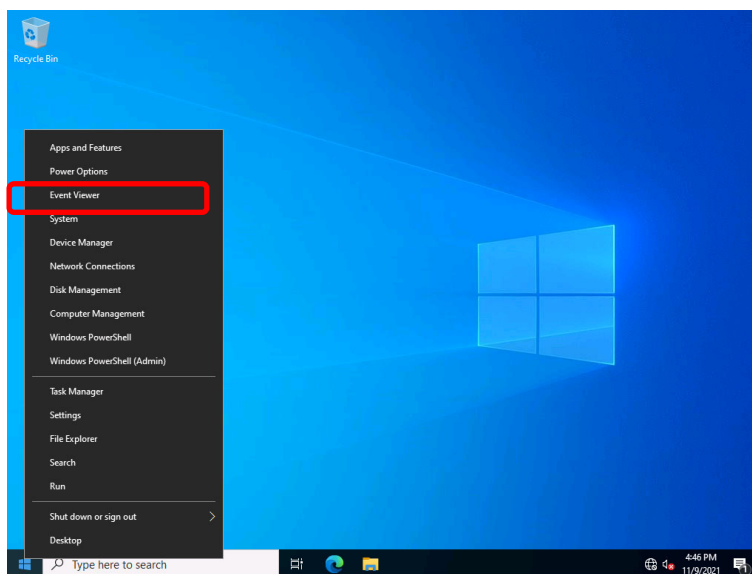 Recycle Bin
Apps and Features
Power Options
Event Viewer
System
Device Manager
Network Connections
Disk Management
Computer Management
Windows PowerShell
Windows PowerShell (Admin)
Task Manager
Settings
File Explorer
Search
Run
Shut down or sign out
Desktop
Type here to search
4:46 PM
11/9/2021